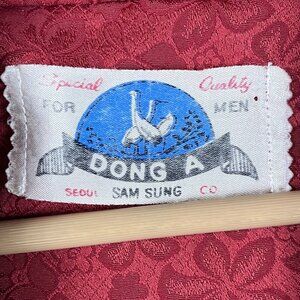 Special Quality
FOR MEN
DONG A
SEOUL SAM SUNG CO